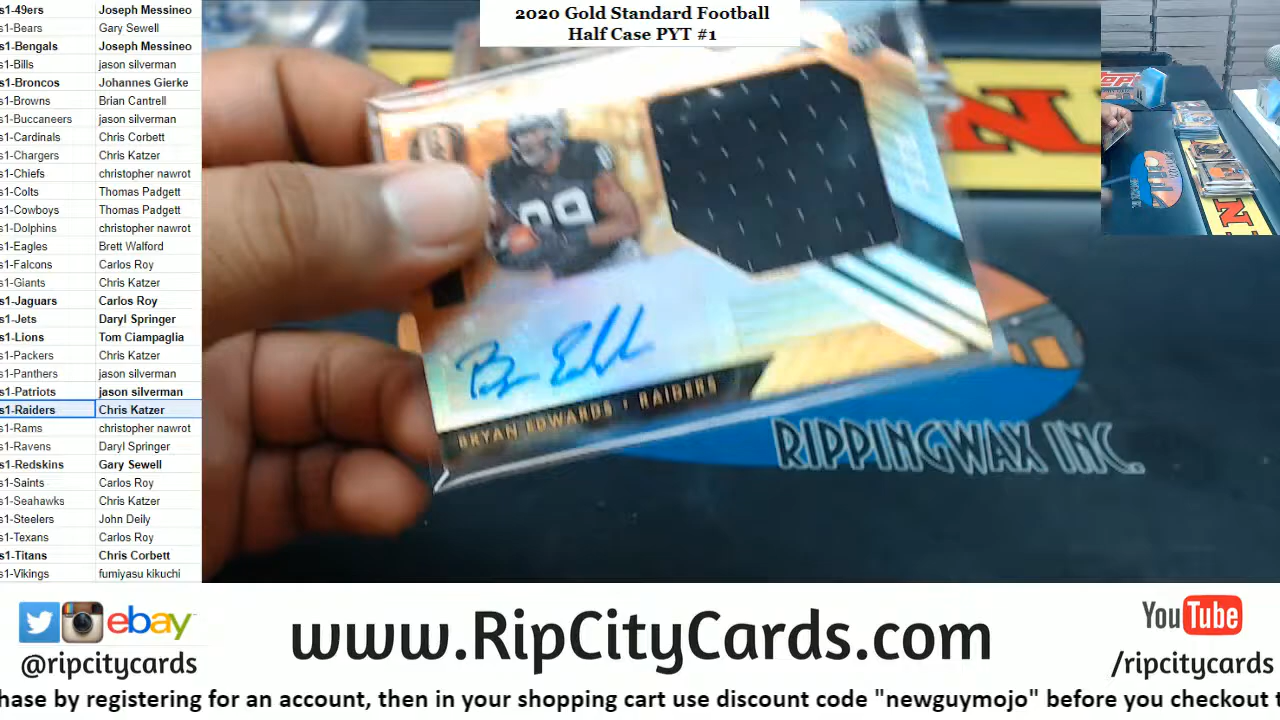 2020 Gold Standard Football
Half Case PYT #1
s1-49ers Joseph Messineo
s1-Bears Gary Sewell
s1-Bengals Joseph Messineo
s1-Bills jason silverman
s1-Broncos Johannes Gierke
s1-Browns Brian Cantrell
s1-Buccaneers jason silverman
s1-Cardinals Chris Corbett
s1-Chargers Chris Katzer
s1-Chiefs christopher nawrot
s1-Colts Thomas Padgett
s1-Cowboys Thomas Padgett
s1-Dolphins christopher nawrot
s1-Eagles Brett Walford
s1-Falcons Carlos Roy
s1-Giants Chris Katzer
s1-Jaguars Carlos Roy
s1-Jets Daryl Springer
s1-Lions Tom Ciampaglia
s1-Packers Chris Katzer
s1-Panthers jason silverman
s1-Patriots jason silverman
s1-Raiders Chris Katzer
s1-Rams christopher nawrot
s1-Ravens Daryl Springer
s1-Redskins Gary Sewell
s1-Saints Carlos Roy
s1-Seahawks Chris Katzer
s1-Steelers John Deily
s1-Texans Carlos Roy
s1-Titans Chris Corbett
s1-Vikings fumiyasu kikuchi
89
BRYAN EDWARDS • RAIDERS
RIPPINGWAX INC.
ebay
@ripcitycards
www.RipCityCards.com
YouTube
/ripcitycards
hase by registering for an account, then in your shopping cart use discount code "newguymojo" before you checkout t